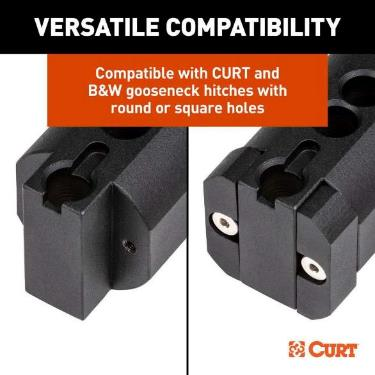 VERSATILE COMPATIBILITY
Compatible with CURT and
B&W gooseneck hitches with
round or square holes
CURT